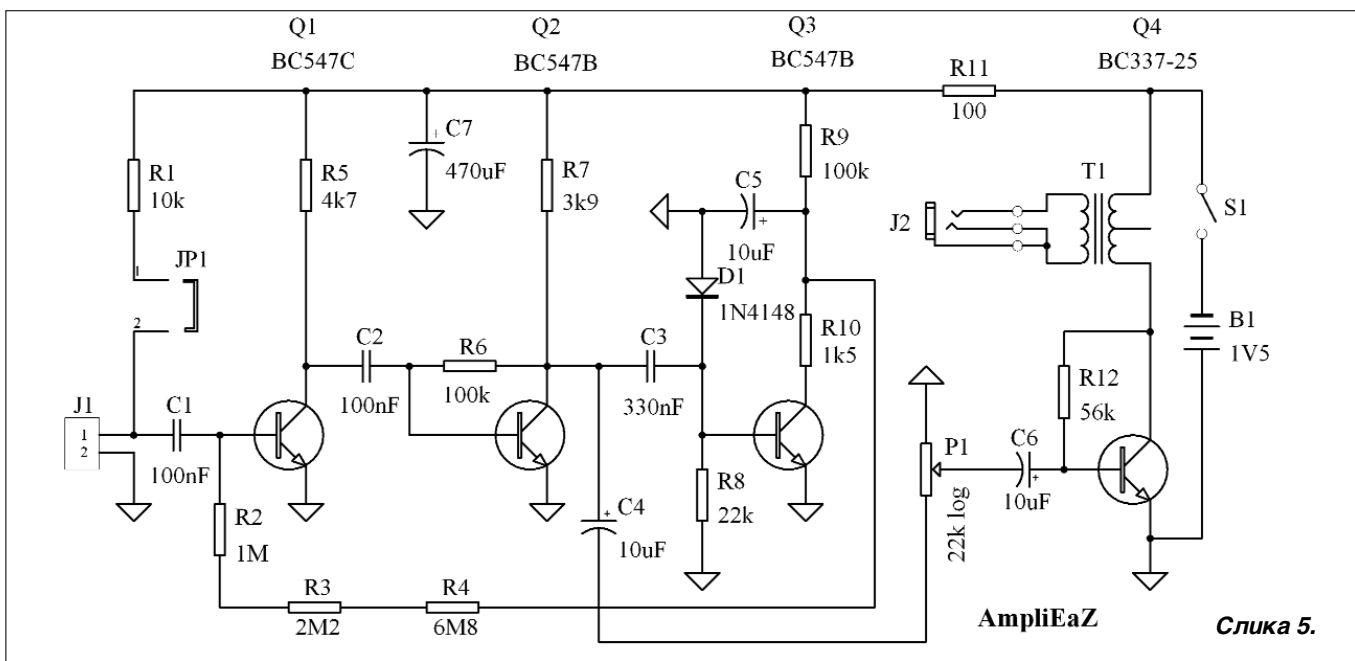 Q1
BC547C
Q2
BC547B
Q3
BC547B
Q4
BC337-25
R11
100
R1
10k
R5
4k7
C7
+
470uF
R7
3k9
C5
+
10uF
R9
100k
T1
J2
S1
JP1
1
2
D1
1N4148
R10
1k5
B1
1V5
C2
100nF
R6
100k
C3
330nF
R12
56k
J1
1
2
C1
100nF
R8
22k
P1
22k log
C6
+
10uF
R2
1M
C4
+
10uF
R3
2M2
R4
6M8
AmpliEaZ
Слика 5.